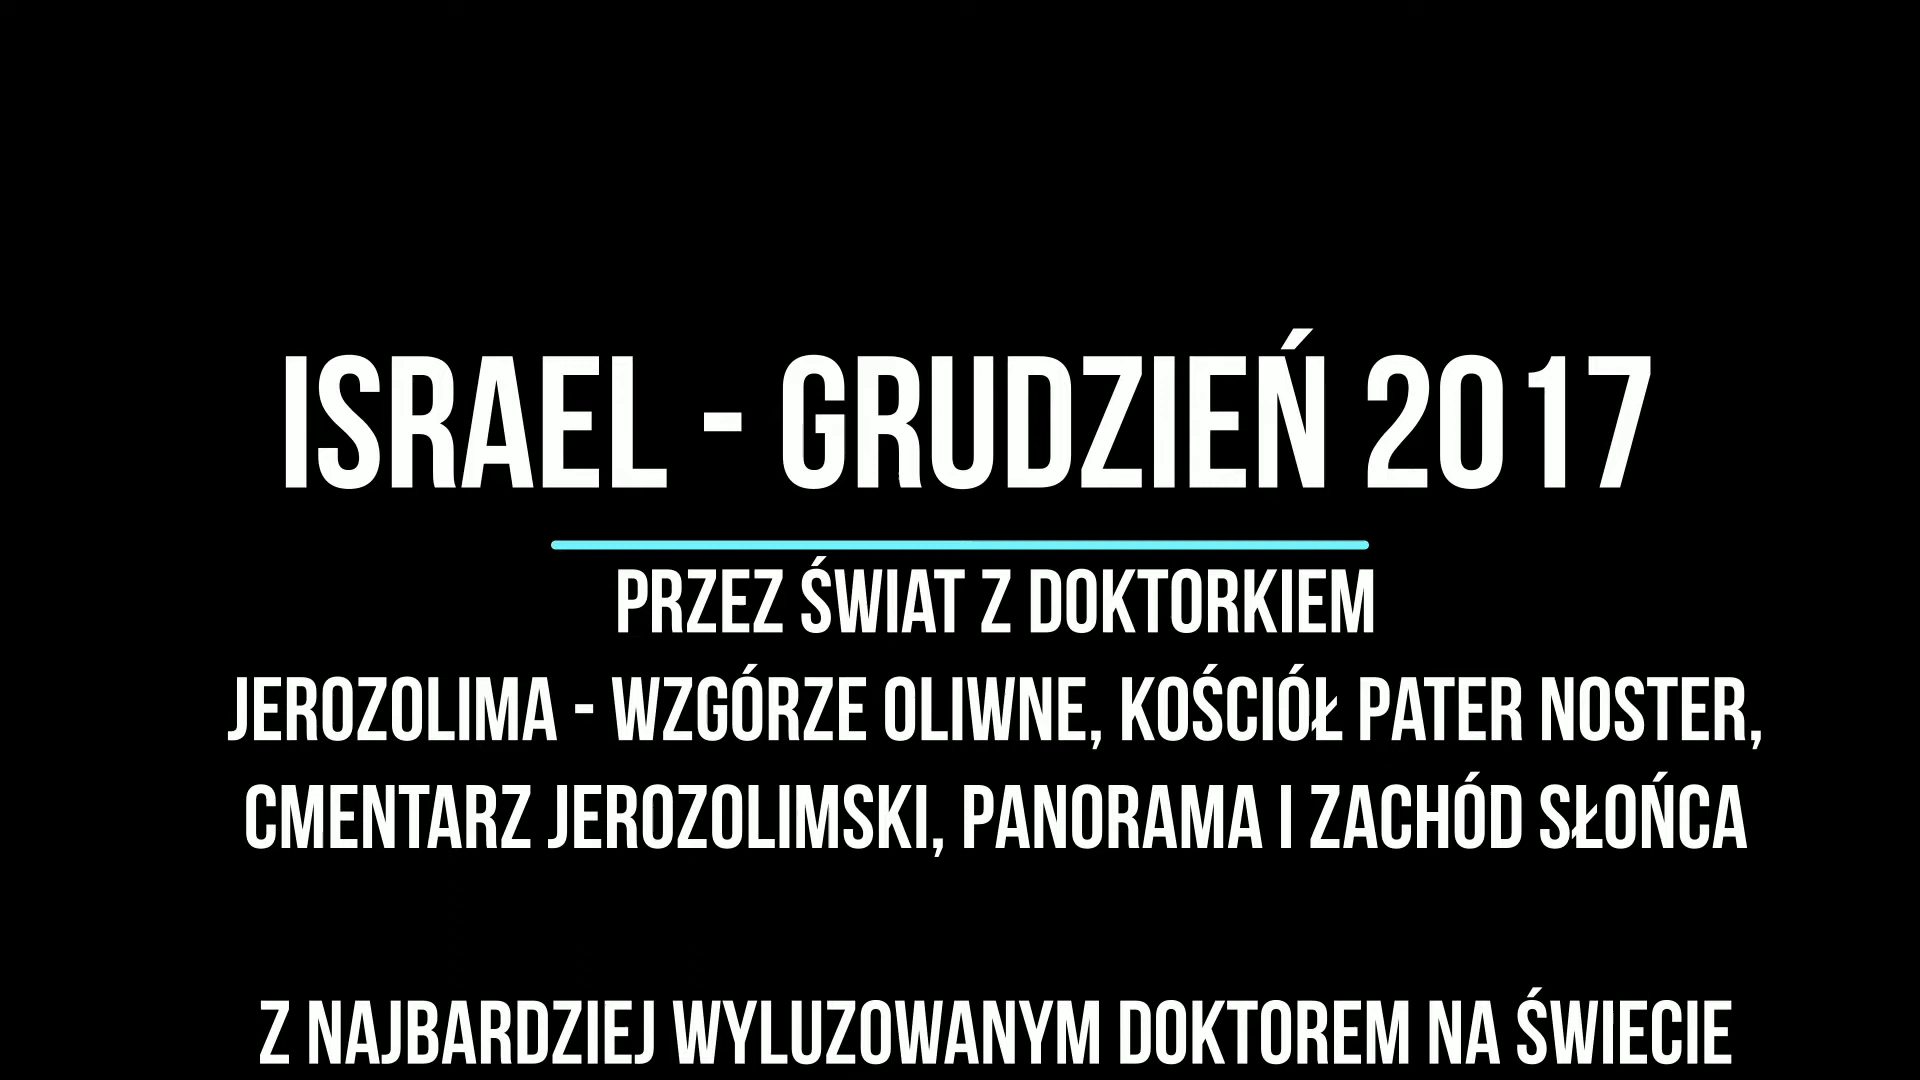 ISRAEL - GRUDZIEŃ 2017
PRZEZ ŚWIAT Z DOKTORKIEM
JEROZOLIMA - WZGÓRZE OLIWNE, KOŚCIÓŁ PATER NOSTER,
CMENTARZ JEROZOLIMSKI, PANORAMA I ZACHÓD SŁOŃCA
Z NAJBARDZIEJ WYLUZOWANYM DOKTOREM NA ŚWIECIE